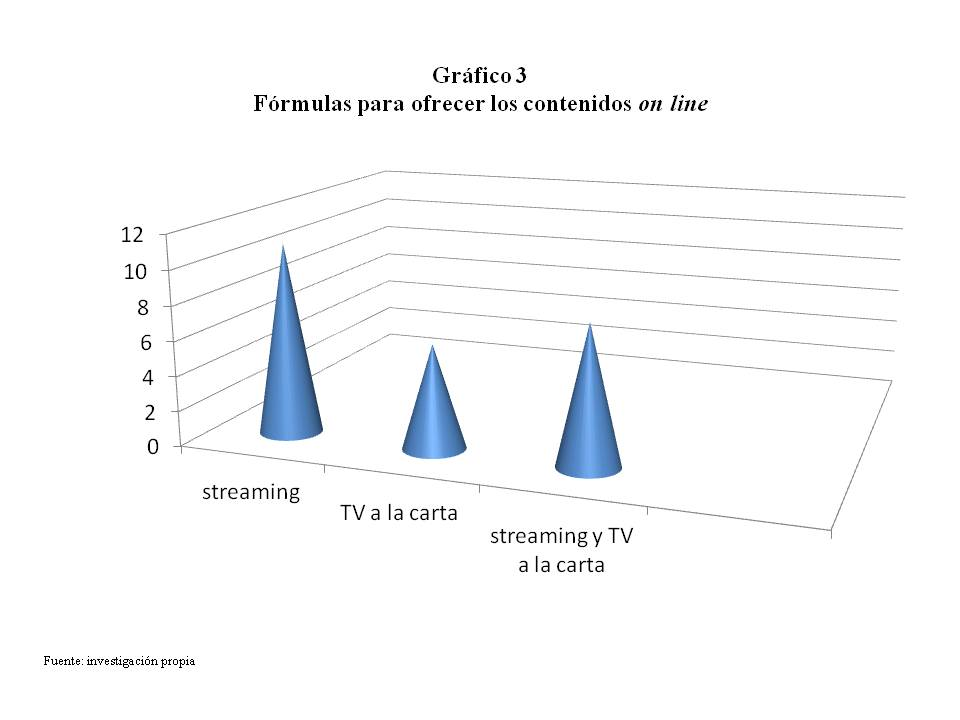 Gráfico 3
Fórmulas para ofrecer los contenidos on line
12
10
8
6
4
2
0
streaming
TV a la carta
streaming y TV
a la carta
Fuente: investigación propia